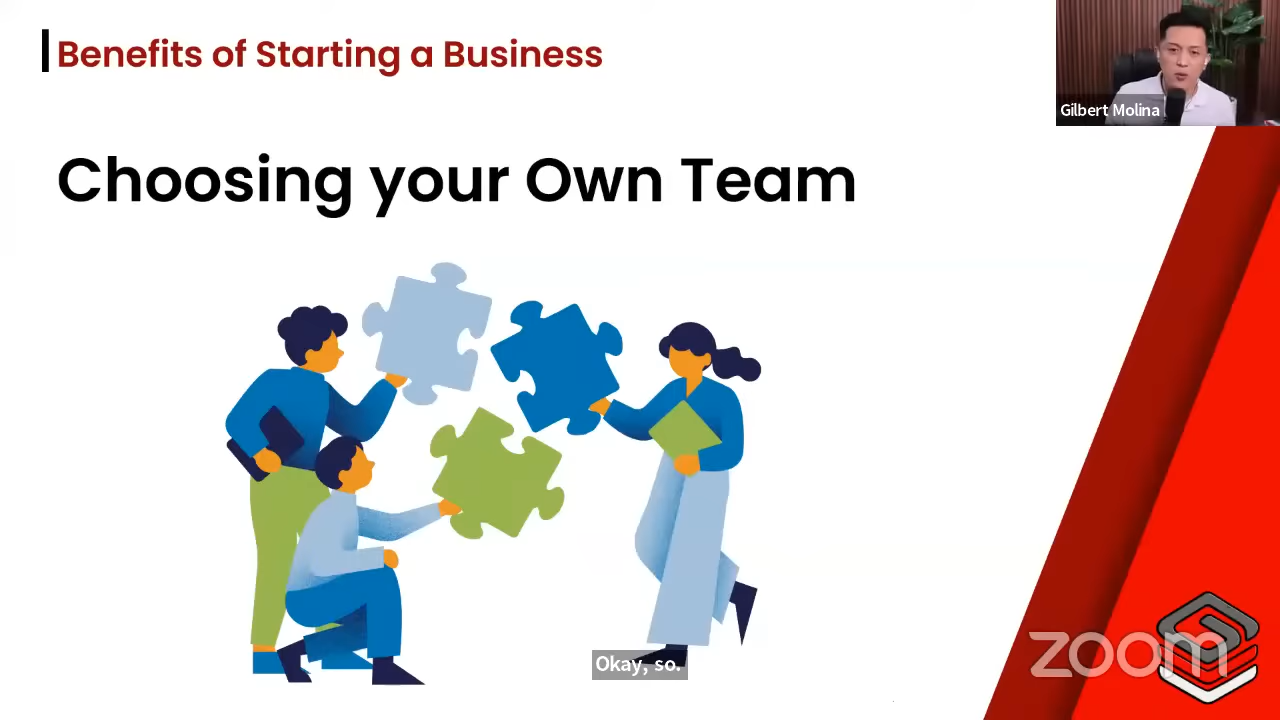 Benefits of Starting a Business
Gilbert Molina
Choosing your Own Team
Okay, so.
zoom